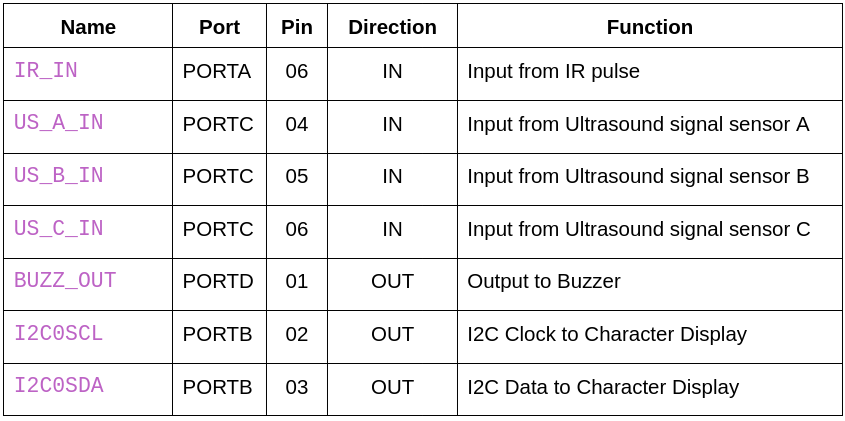 Name Port Pin Direction Function
IR_IN PORTA 06 IN Input from IR pulse
US_A_IN PORTC 04 IN Input from Ultrasound signal sensor A
US_B_IN PORTC 05 IN Input from Ultrasound signal sensor B
US_C_IN PORTC 06 IN Input from Ultrasound signal sensor C
BUZZ_OUT PORTD 01 OUT Output to Buzzer
I2C0SCL PORTB 02 OUT I2C Clock to Character Display
I2C0SDA PORTB 03 OUT I2C Data to Character Display